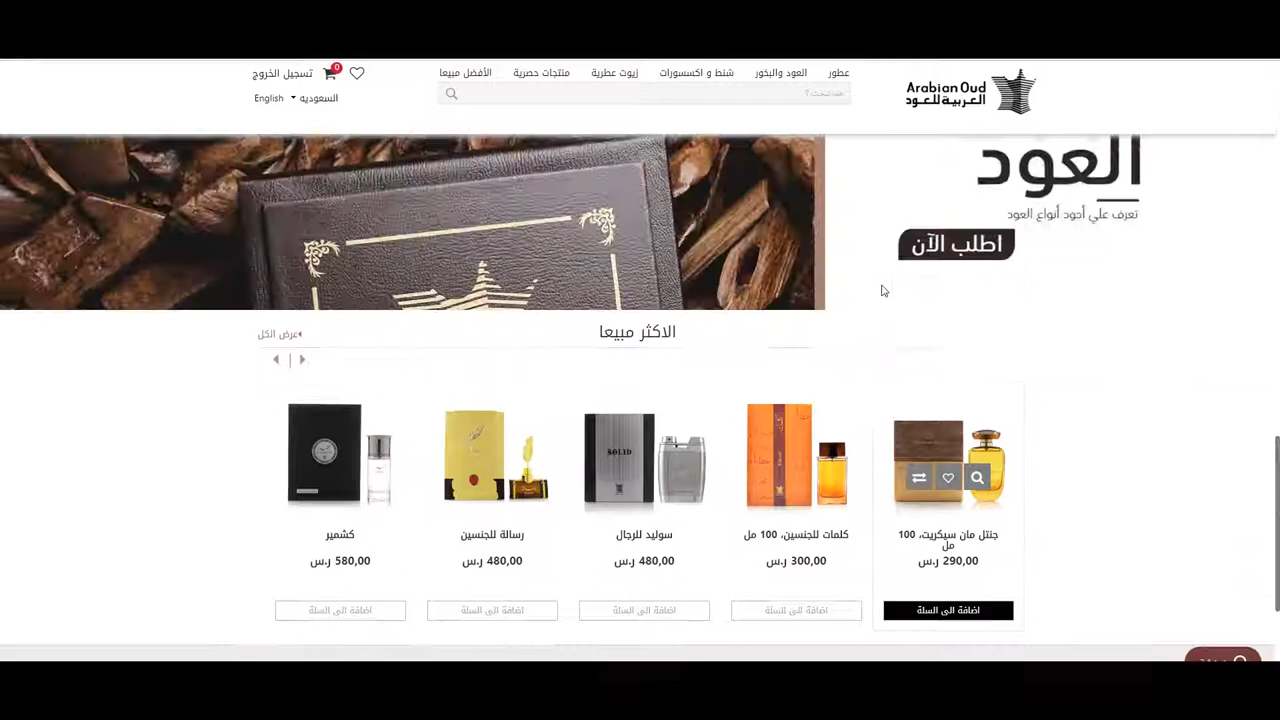 Arabian Oud
العربية للعود
عطور
العود والبخور
شنط و اكسسورات
زيوت عطرية
منتجات حصرية
الأفضل مبيعا
0
تسجيل الخروج
السعوديه
English
العود
تعرف علي أجود أنواع العود
اطلب الآن
الاكثر مبيعا
عرض الكل
SOLID
جنتل مان سيكريت، 100
مل
290,00 ر.س
اضافة الى السلة
كلمات للجنسين، 100 مل
300,00 ر.س
اضافة الى السلة
سوليد للرجال
480,00 ر.س
اضافة الى السلة
رسالة للجنسين
480,00 ر.س
اضافة الى السلة
كشمير
580,00 ر.س
اضافة الى السلة